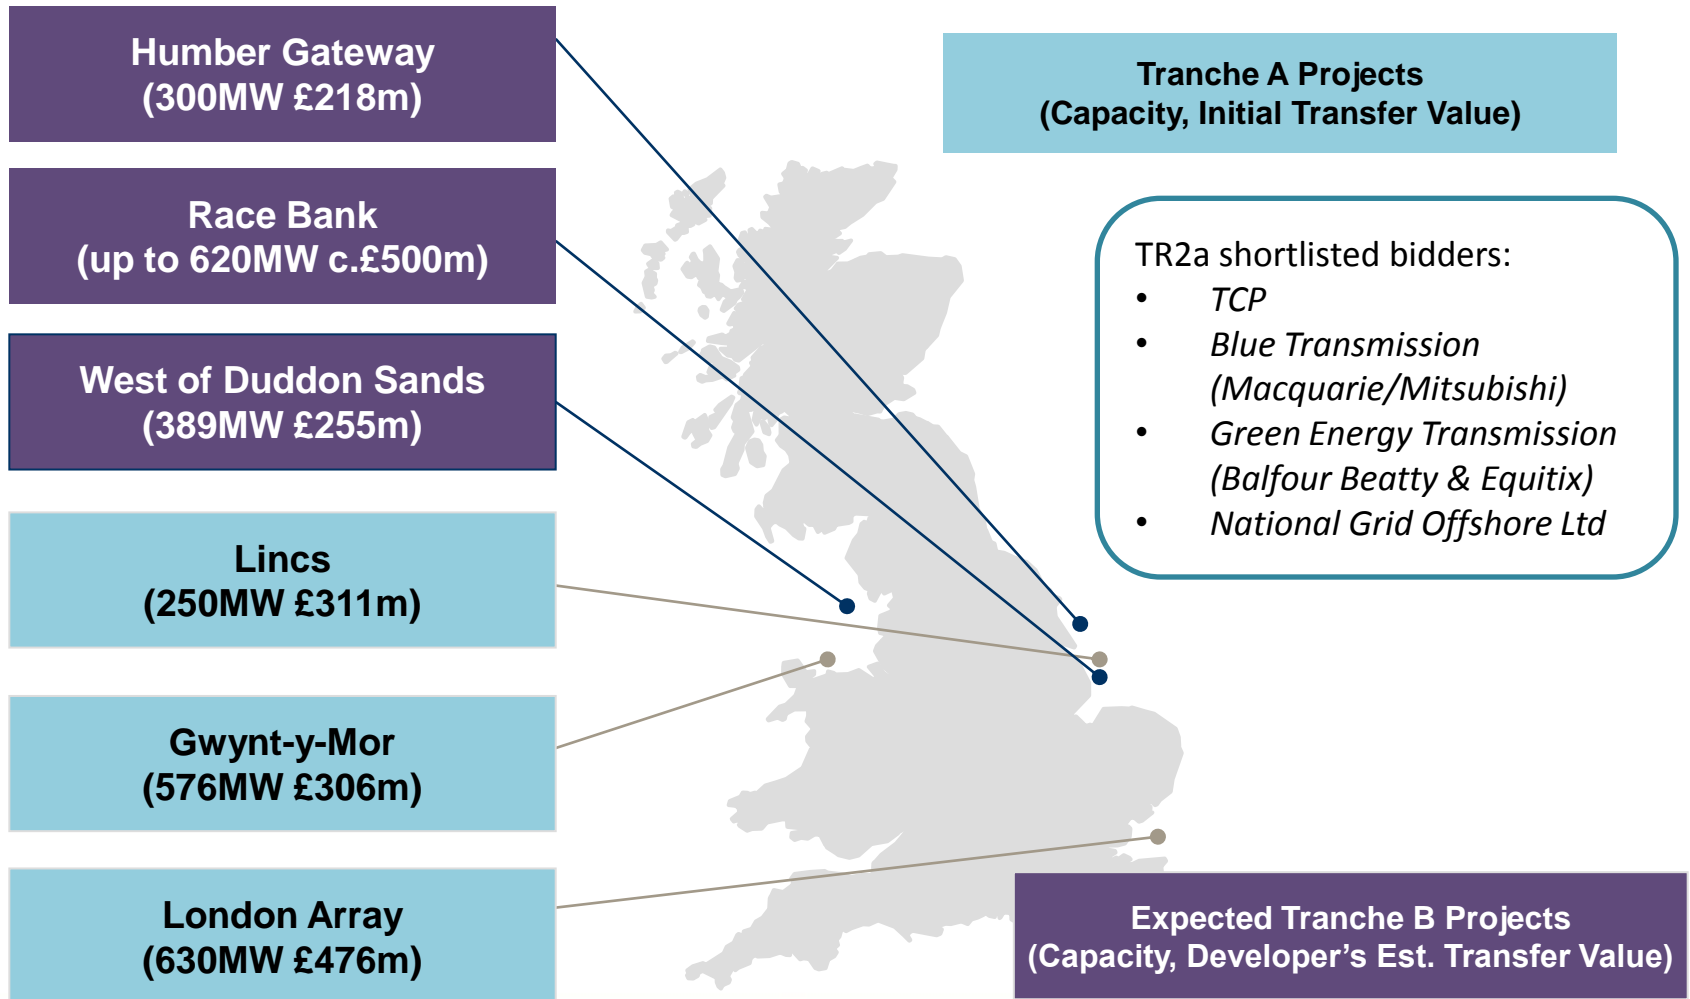 Humber Gateway
(300MW £218m)
Race Bank
(up to 620MW c.£500m)
West of Duddon Sands
(389MW £255m)
Lincs
(250MW £311m)
Gwynt-y-Mor
(576MW £306m)
London Array
(630MW £476m)
Tranche A Projects
(Capacity, Initial Transfer Value)
TR2a shortlisted bidders:
• TCP
• Blue Transmission
(Macquarie/Mitsubishi)
• Green Energy Transmission
(Balfour Beatty & Equitix)
• National Grid Offshore Ltd
Expected Tranche B Projects
(Capacity, Developer’s Est. Transfer Value)